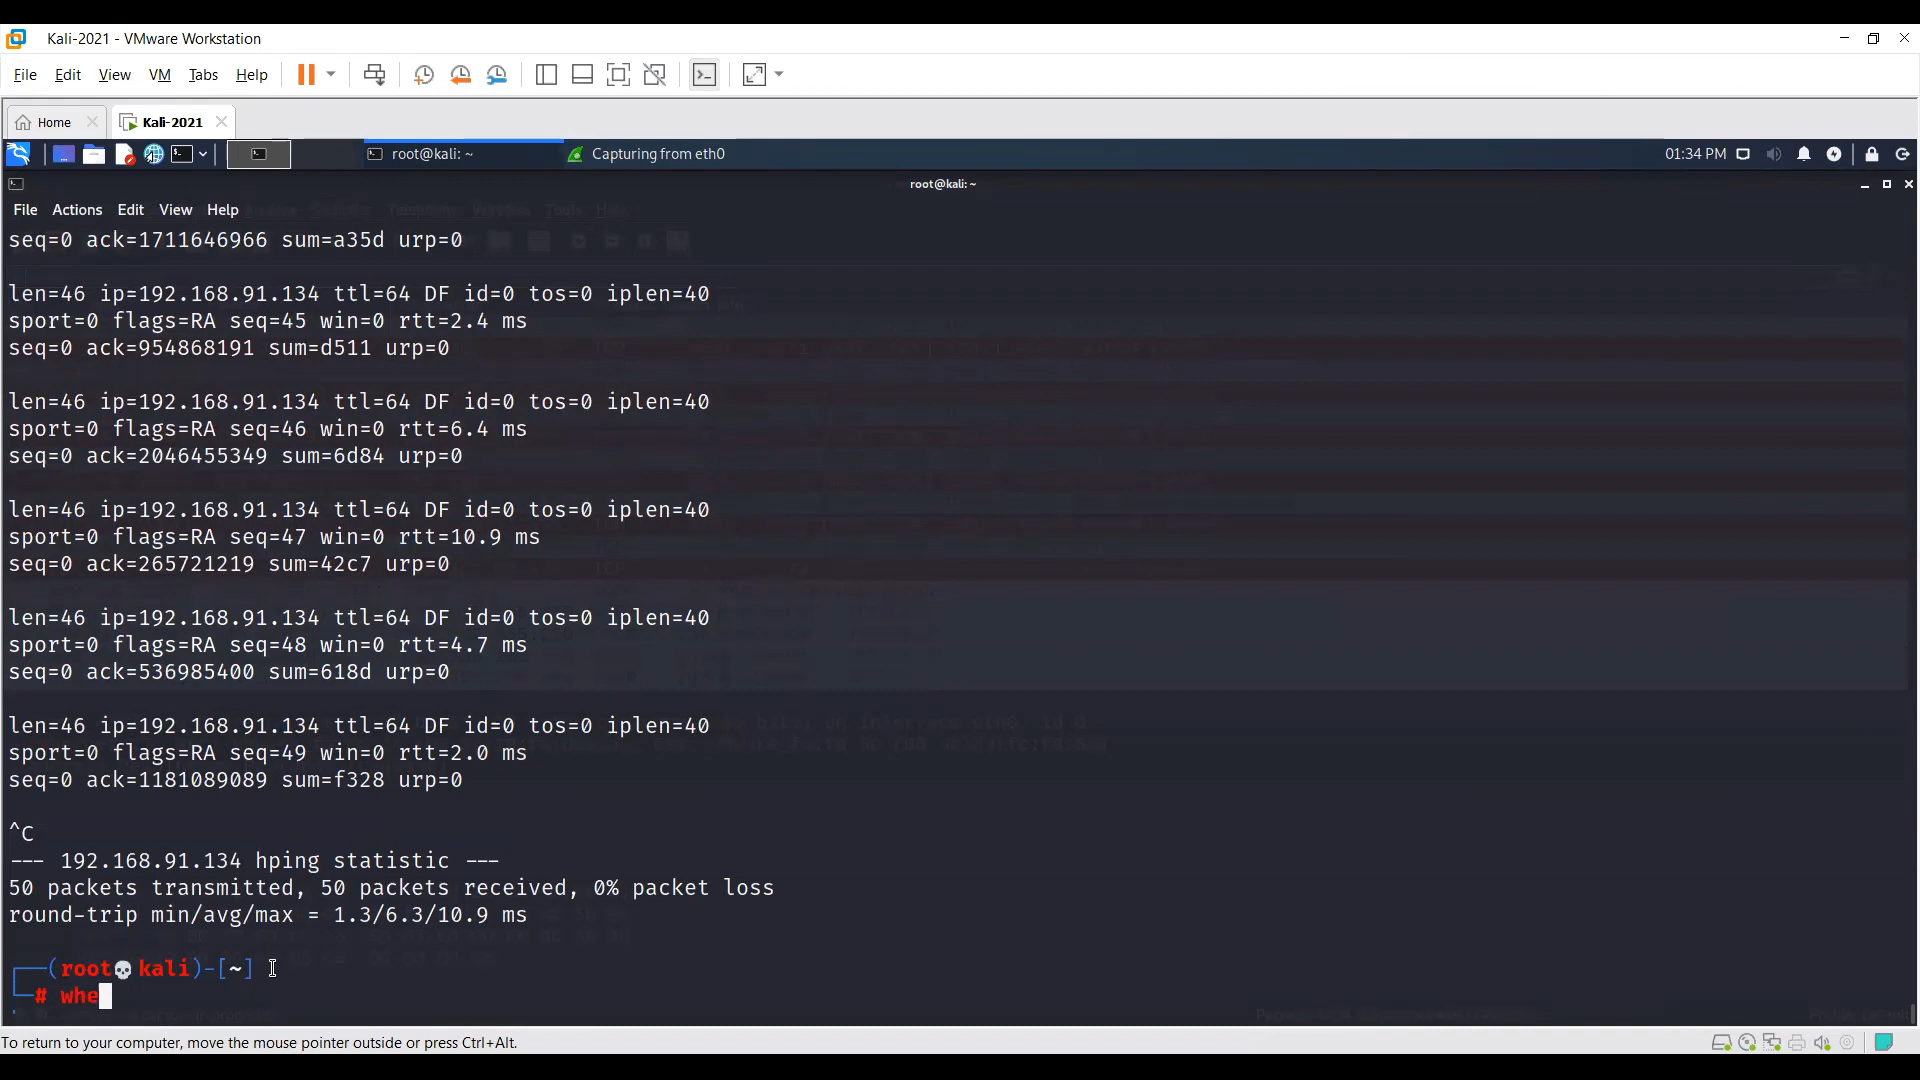 Kali-2021 - VMware Workstation
File Edit View VM Tabs Help
Home Kali-2021
root@kali: ~ Capturing from eth0 01:34 PM
root@kali: ~
File Actions Edit View Help
seq=0 ack=1711646966 sum=a35d urp=0
len=46 ip=192.168.91.134 ttl=64 DF id=0 tos=0 iplen=40
sport=0 flags=RA seq=45 win=0 rtt=2.4 ms
seq=0 ack=954868191 sum=d511 urp=0
len=46 ip=192.168.91.134 ttl=64 DF id=0 tos=0 iplen=40
sport=0 flags=RA seq=46 win=0 rtt=6.4 ms
seq=0 ack=2046455349 sum=6d84 urp=0
len=46 ip=192.168.91.134 ttl=64 DF id=0 tos=0 iplen=40
sport=0 flags=RA seq=47 win=0 rtt=10.9 ms
seq=0 ack=265721219 sum=42c7 urp=0
len=46 ip=192.168.91.134 ttl=64 DF id=0 tos=0 iplen=40
sport=0 flags=RA seq=48 win=0 rtt=4.7 ms
seq=0 ack=536985400 sum=618d urp=0
len=46 ip=192.168.91.134 ttl=64 DF id=0 tos=0 iplen=40
sport=0 flags=RA seq=49 win=0 rtt=2.0 ms
seq=0 ack=1181089089 sum=f328 urp=0
^C
--- 192.168.91.134 hping statistic ---
50 packets transmitted, 50 packets received, 0% packet loss
round-trip min/avg/max = 1.3/6.3/10.9 ms
┌──(root💀kali)-[~]
└─# whe
To return to your computer, move the mouse pointer outside or press Ctrl+Alt.